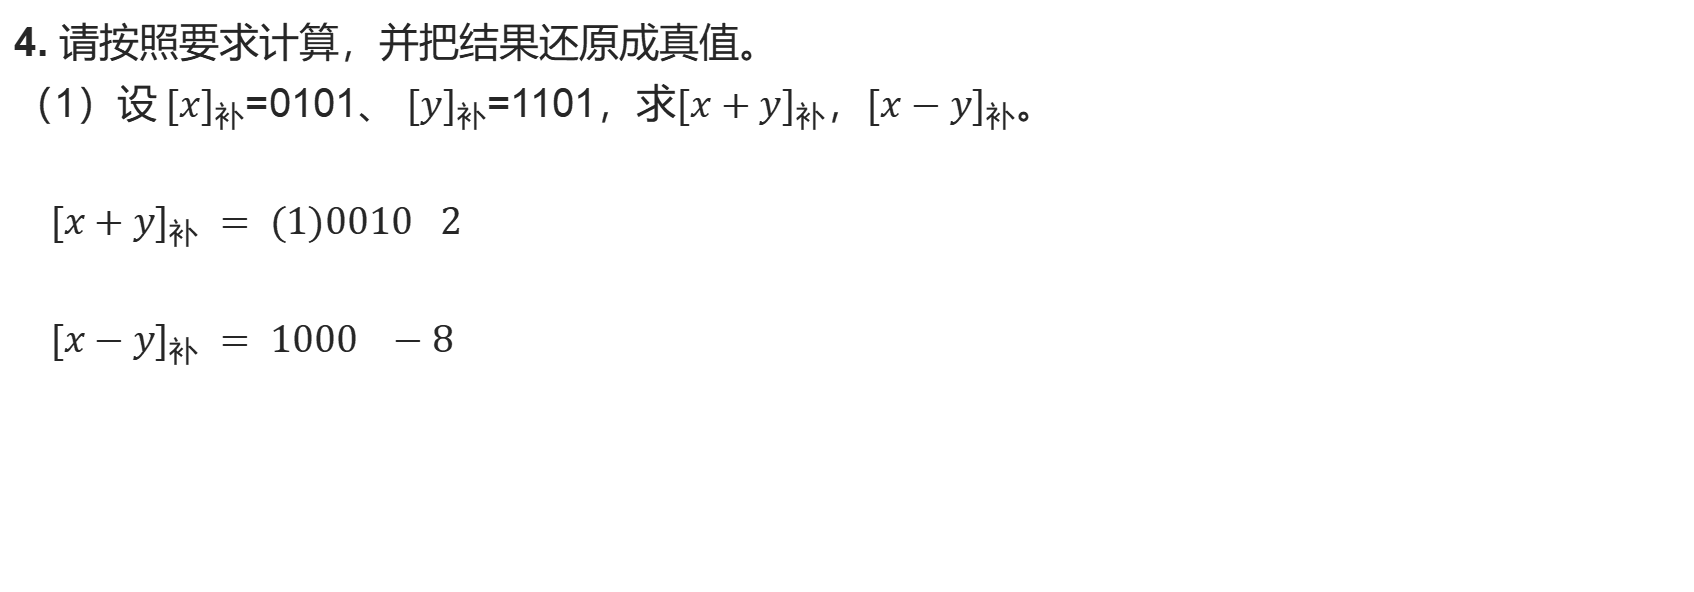 4. 请按照要求计算，并把结果还原成真值。
（1）设 [x]补=0101、 [y]补=1101，求[x + y]补，[x − y]补。
[x + y]补 = (1)0010 2
[x − y]补 = 1000 − 8